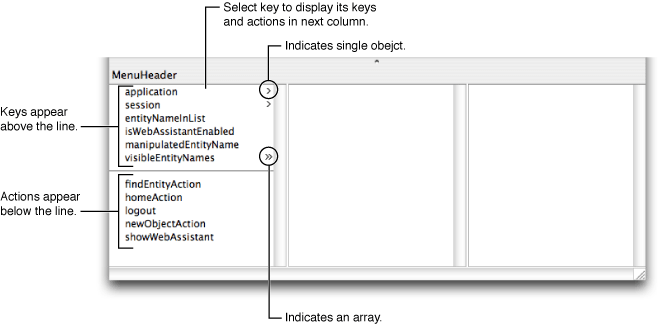 Select key to display its keys
and actions in next column.
Indicates single obejct.
MenuHeader
application
session
entityNameInList
isWebAssistantEnabled
manipulatedEntityName
visibleEntityNames
Keys appear
above the line.
findEntityAction
homeAction
logout
newObjectAction
showWebAssistant
Actions appear
below the line.
Indicates an array.